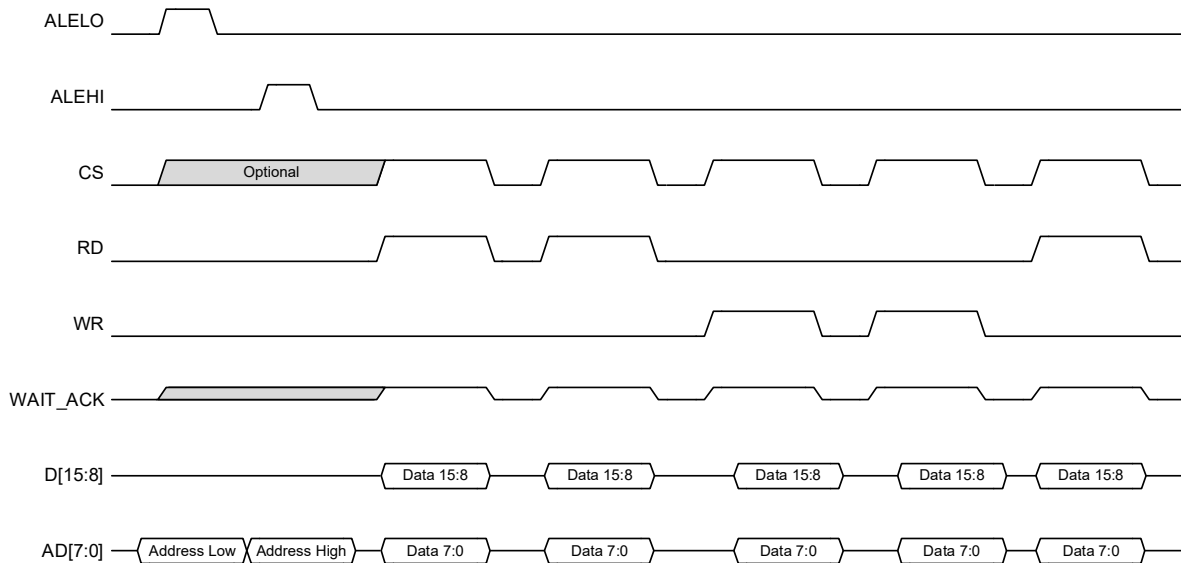 ALELO
ALEHI
CS
Optional
RD
WR
WAIT_ACK
D[15:8]
Data 15:8 Data 15:8 Data 15:8 Data 15:8 Data 15:8
AD[7:0]
Address Low Address High Data 7:0 Data 7:0 Data 7:0 Data 7:0 Data 7:0